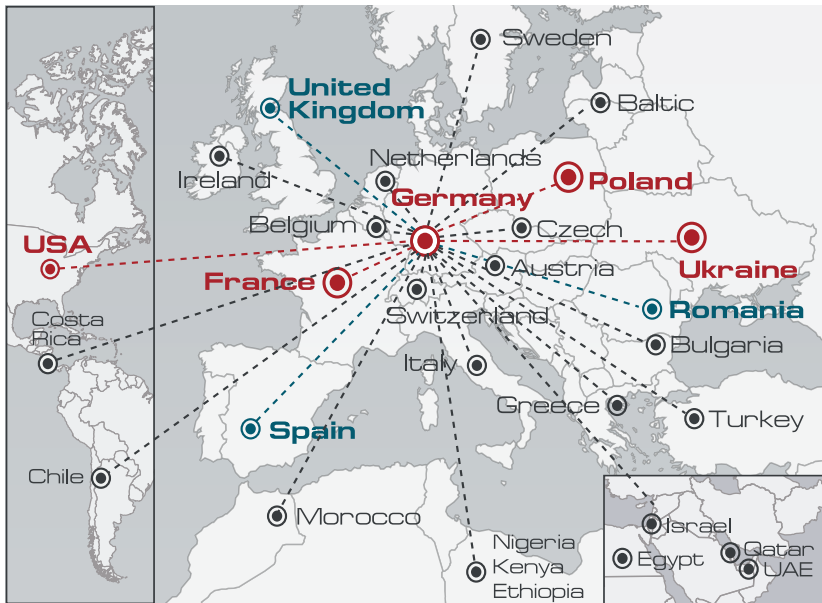 Sweden
United
Kingdom
Baltic
Netherlands
Ireland
Germany
Poland
Belgium
Czech
USA
Ukraine
Austria
France
Switzerland
Romania
Costa
Rica
Bulgaria
Italy
Greece
Turkey
Spain
Chile
Morocco
Israel
Nigeria
Kenya
Ethiopia
Egypt
Qatar
UAE